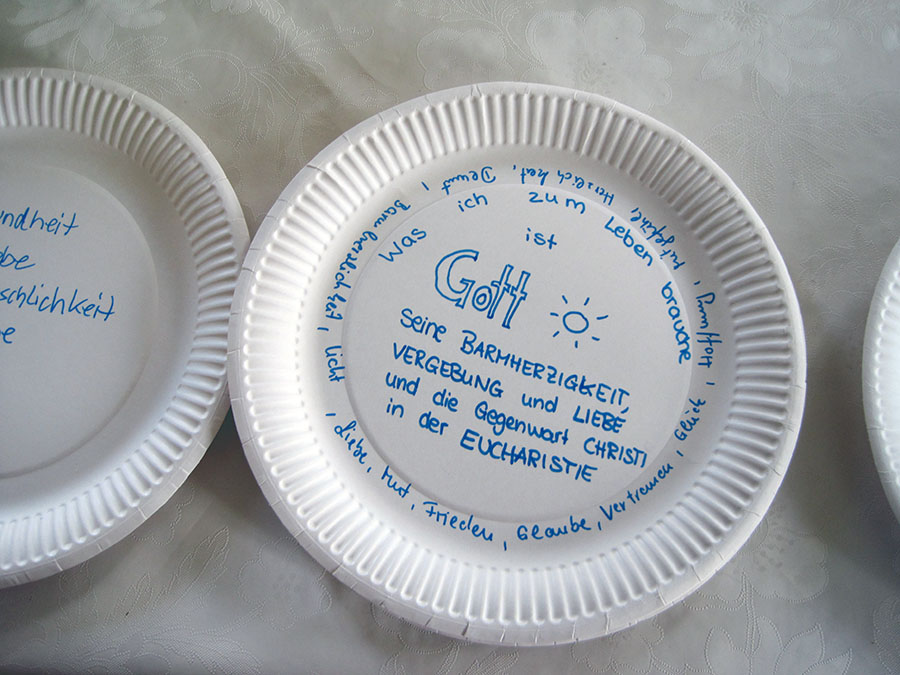 ndheit
be
schlichkeit
e
Was ich zum Leben brauche
ist
Gott
seine BARMHERZIGKEIT,
VERGEBUNG und LIEBE
und die Gegenwart CHRISTI
in der EUCHARISTIE
Liebe, Mut, Frieden, Glaube, Vertrauen, Glück,
Licht, Barmherzigkeit, Demut, Herzlichkeit,